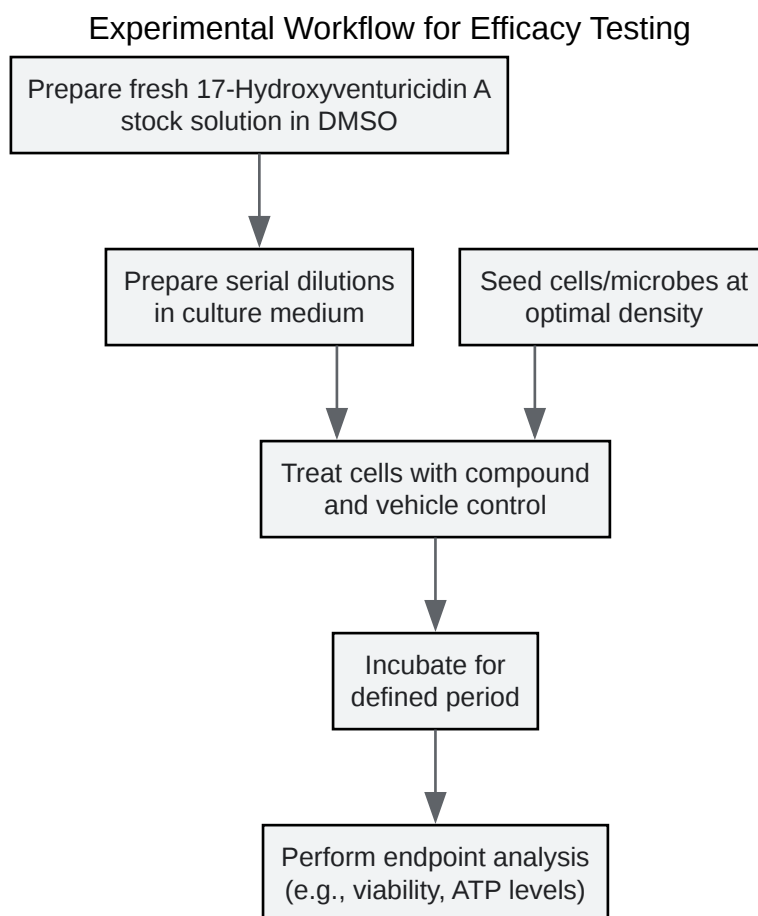 Experimental Workflow for Efficacy Testing
Prepare fresh 17-Hydroxyventuricidin A
stock solution in DMSO
Prepare serial dilutions
in culture medium
Seed cells/microbes at
optimal density
Treat cells with compound
and vehicle control
Incubate for
defined period
Perform endpoint analysis
(e.g., viability, ATP levels)